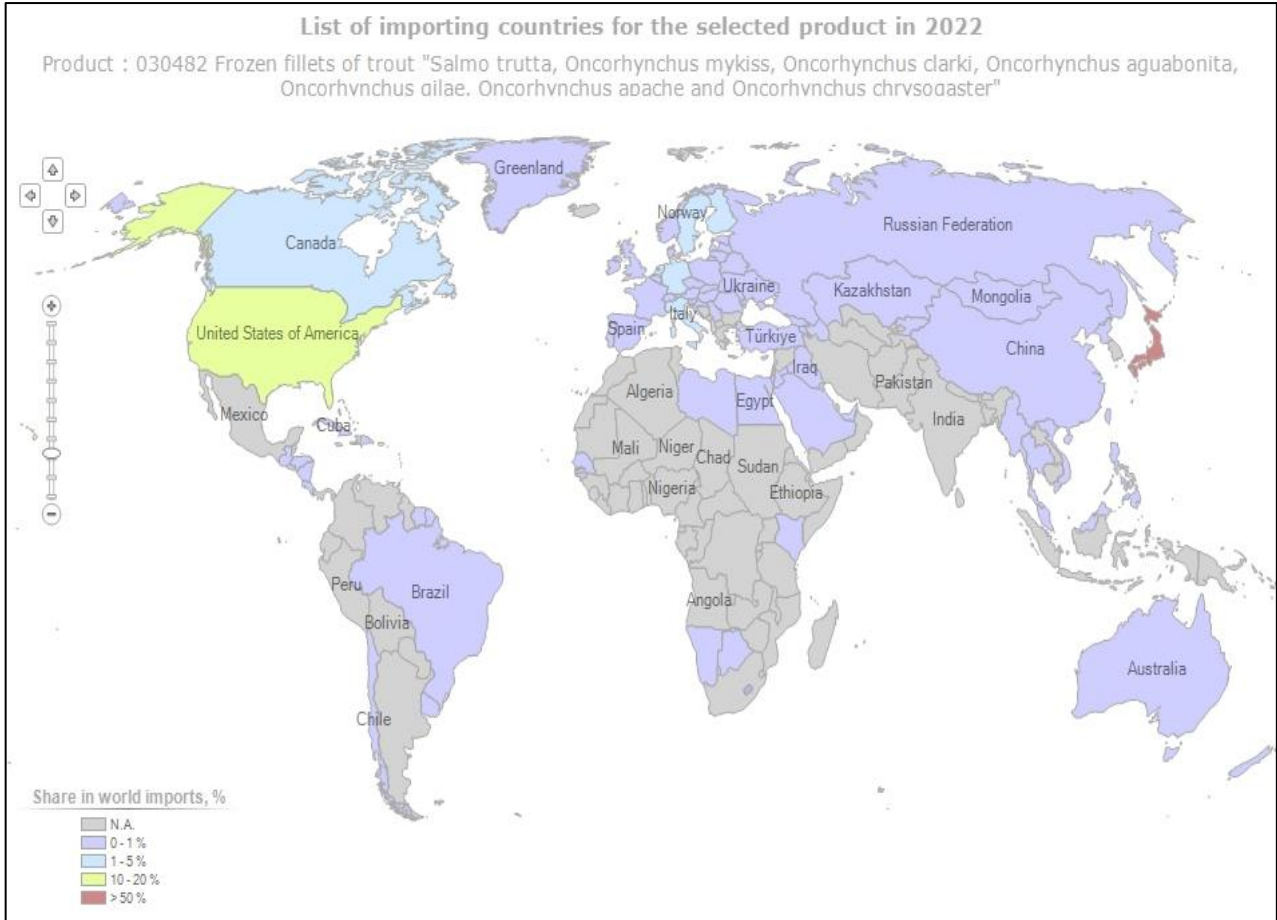 List of importing countries for the selected product in 2022
Product : 030482 Frozen fillets of trout "Salmo trutta, Oncorhynchus mykiss, Oncorhynchus clarki, Oncorhynchus aguabonita,
Oncorhynchus gilae, Oncorhynchus apache and Oncorhynchus chrysogaster"
Greenland
Norway
Russian Federation
Canada
Ukraine
Kazakhstan
Mongolia
Italy
Spain
Türkiye
United States of America
China
Iraq
Pakistan
Algeria
Egypt
India
Mexico
Cuba
Mali
Niger
Chad
Sudan
Nigeria
Ethiopia
Peru
Brazil
Angola
Bolivia
Australia
Chile
Share in world imports, %
N.A.
0 - 1 %
1 - 5 %
10 - 20 %
> 50 %